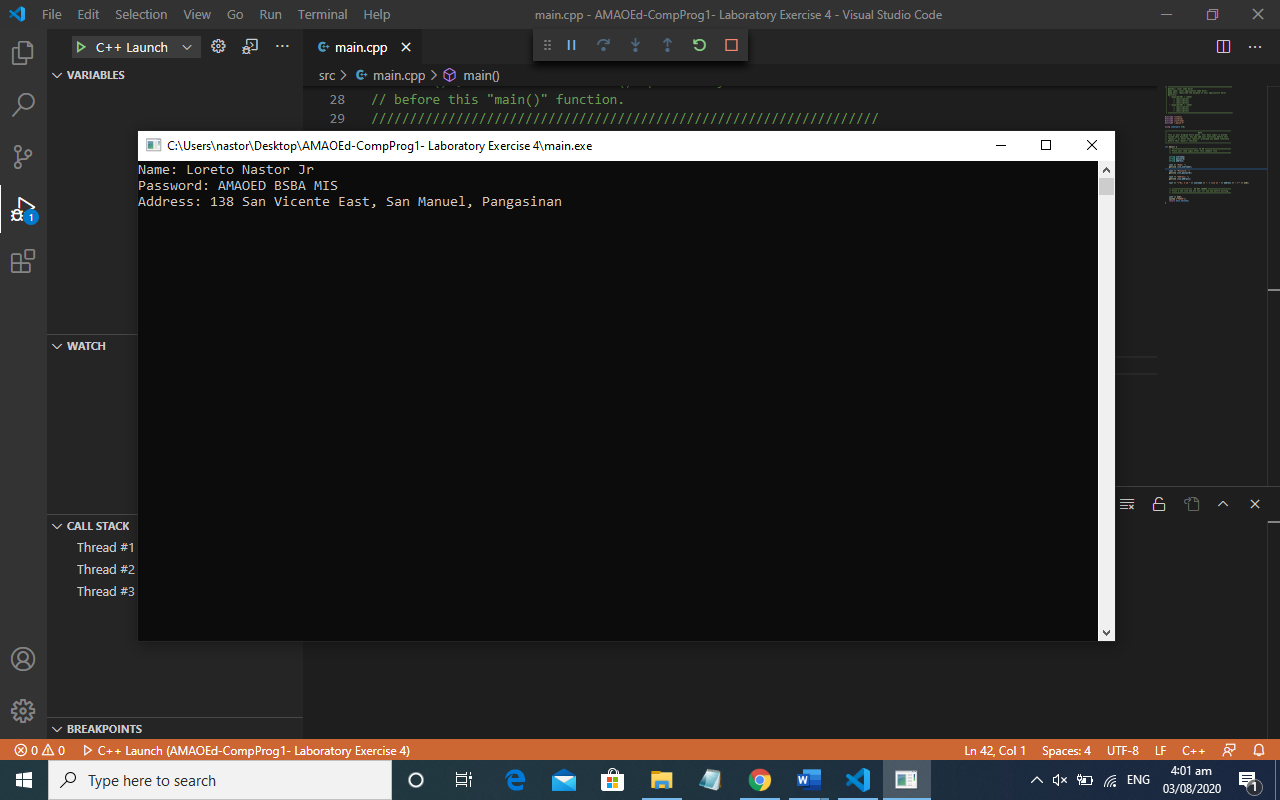 File Edit Selection View Go Run Terminal Help
main.cpp - AMAOEd-CompProg1- Laboratory Exercise 4 - Visual Studio Code
C++ Launch
main.cpp
VARIABLES
src > main.cpp > main()
28 // before this "main()" function.
29 //////////////////////////////////////////////////////////////////
C:\Users\nastor\Desktop\AMAOEd-CompProg1- Laboratory Exercise 4\main.exe
Name: Loreto Nastor Jr
Password: AMAOED BSBA MIS
Address: 138 San Vicente East, San Manuel, Pangasinan
WATCH
CALL STACK
Thread #1
Thread #2
Thread #3
BREAKPOINTS
1
0 0 C++ Launch (AMAOEd-CompProg1- Laboratory Exercise 4)
Ln 42, Col 1 Spaces: 4 UTF-8 LF C++
Type here to search
ENG
4:01 am
03/08/2020
1